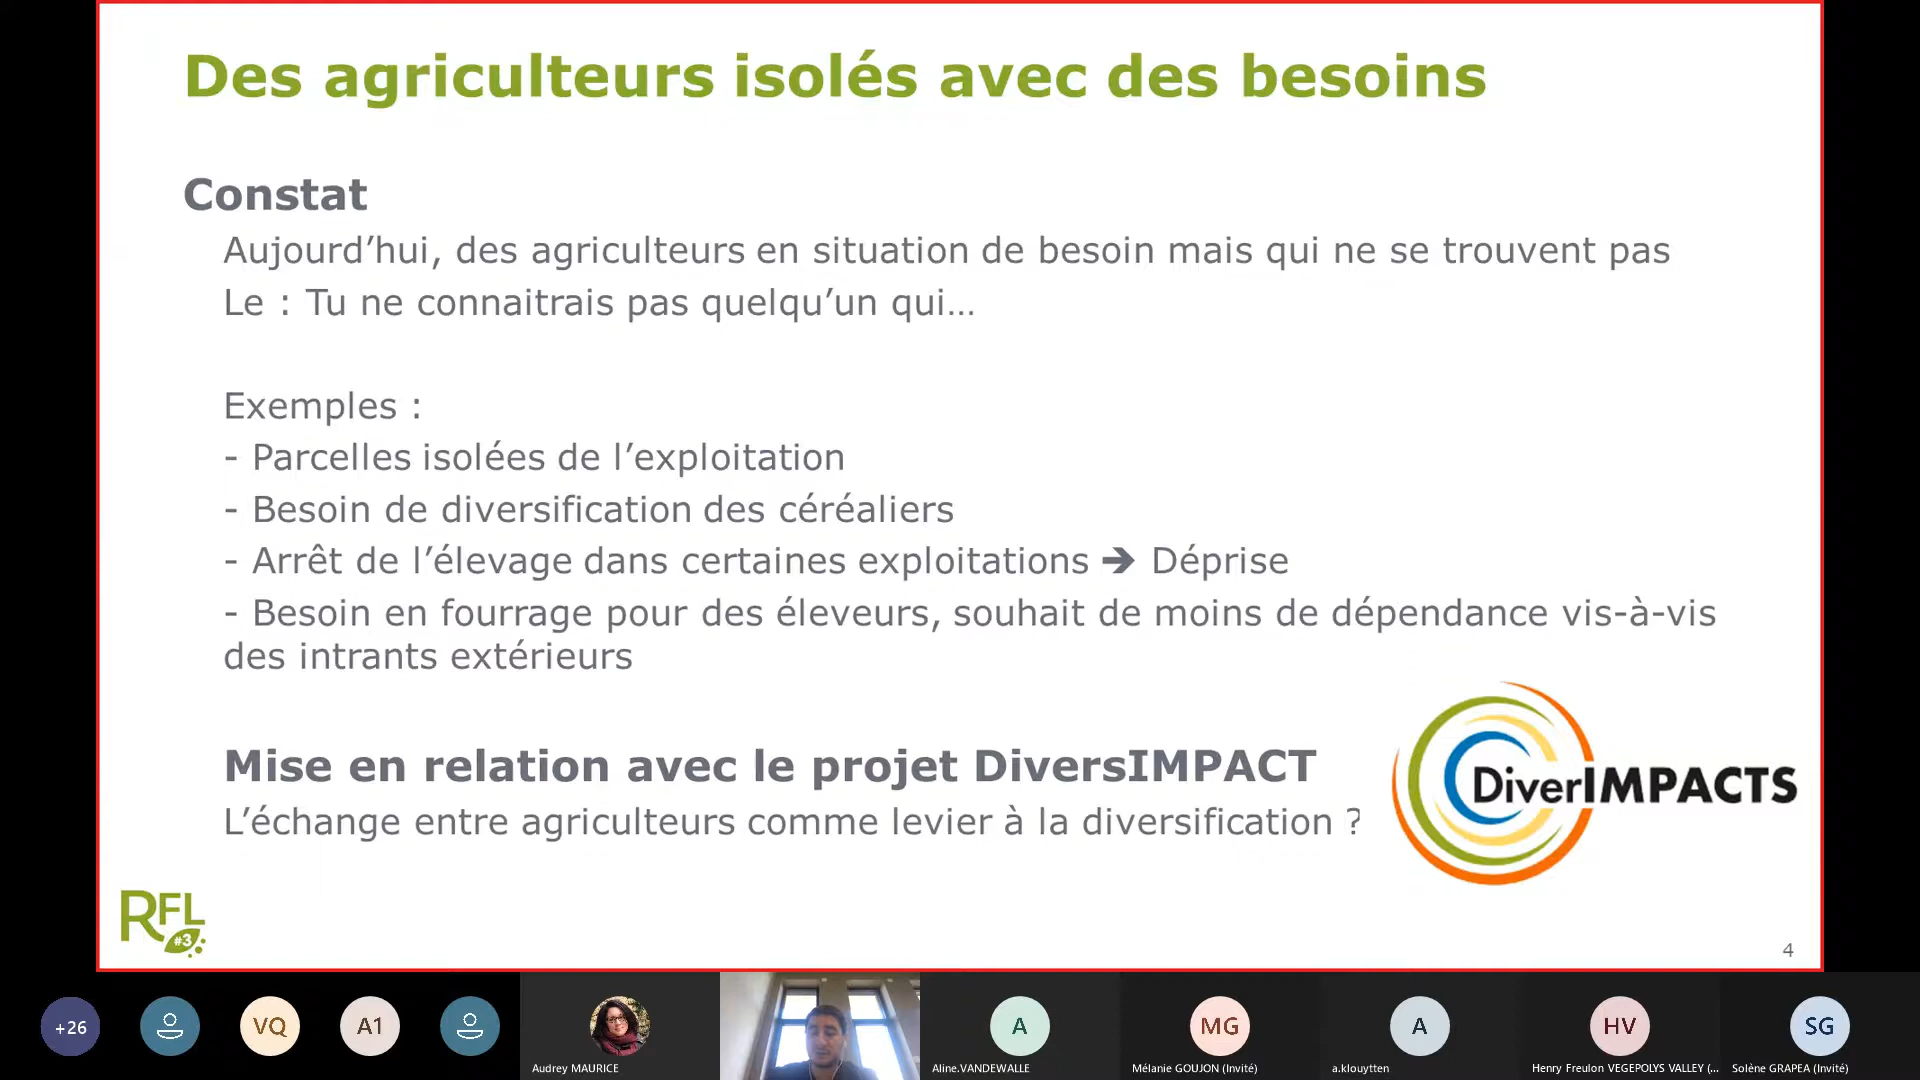 Des agriculteurs isolés avec des besoins
Constat
Aujourd’hui, des agriculteurs en situation de besoin mais qui ne se trouvent pas
Le : Tu ne connaitrais pas quelqu’un qui…
Exemples :
- Parcelles isolées de l’exploitation
- Besoin de diversification des céréaliers
- Arrêt de l’élevage dans certaines exploitations ➔ Déprise
- Besoin en fourrage pour des éleveurs, souhait de moins de dépendance vis-à-vis
des intrants extérieurs
Mise en relation avec le projet DiversIMPACT
L’échange entre agriculteurs comme levier à la diversification ?
DiverIMPACTS
RFL
#3
4
+26
VQ
A1
Audrey MAURICE
A
Aline.VANDEWALLE
MG
Mélanie GOUJON (Invité)
A
a.klouytten
HV
Henry Freulon VEGEPOLYS VALLEY (...
SG
Solène GRAPEA (Invité)